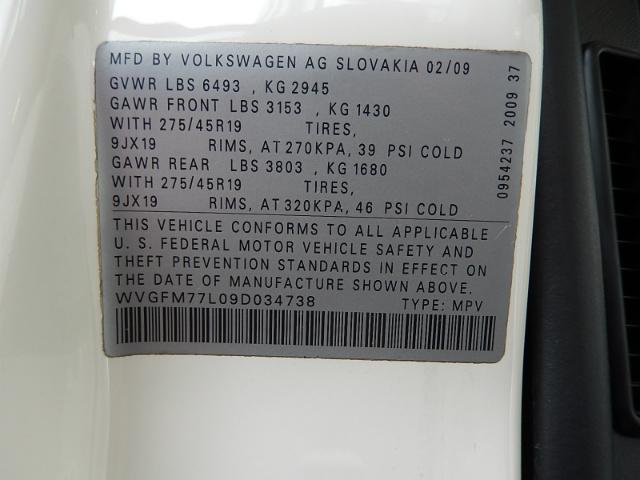 MFD BY VOLKSWAGEN AG SLOVAKIA 02/09
GVWR LBS 6493 , KG 2945
GAWR FRONT LBS 3153 , KG 1430
WITH 275/45R19 TIRES,
9JX19 RIMS, AT 270KPA, 39 PSI COLD
GAWR REAR LBS 3803 , KG 1680
WITH 275/45R19 TIRES,
9JX19 RIMS, AT 320KPA, 46 PSI COLD
THIS VEHICLE CONFORMS TO ALL APPLICABLE
U. S. FEDERAL MOTOR VEHICLE SAFETY AND
THEFT PREVENTION STANDARDS IN EFFECT ON
THE DATE OF MANUFACTURE SHOWN ABOVE.
WVGFM77L09D034738 TYPE: MPV
0954237 2009 37